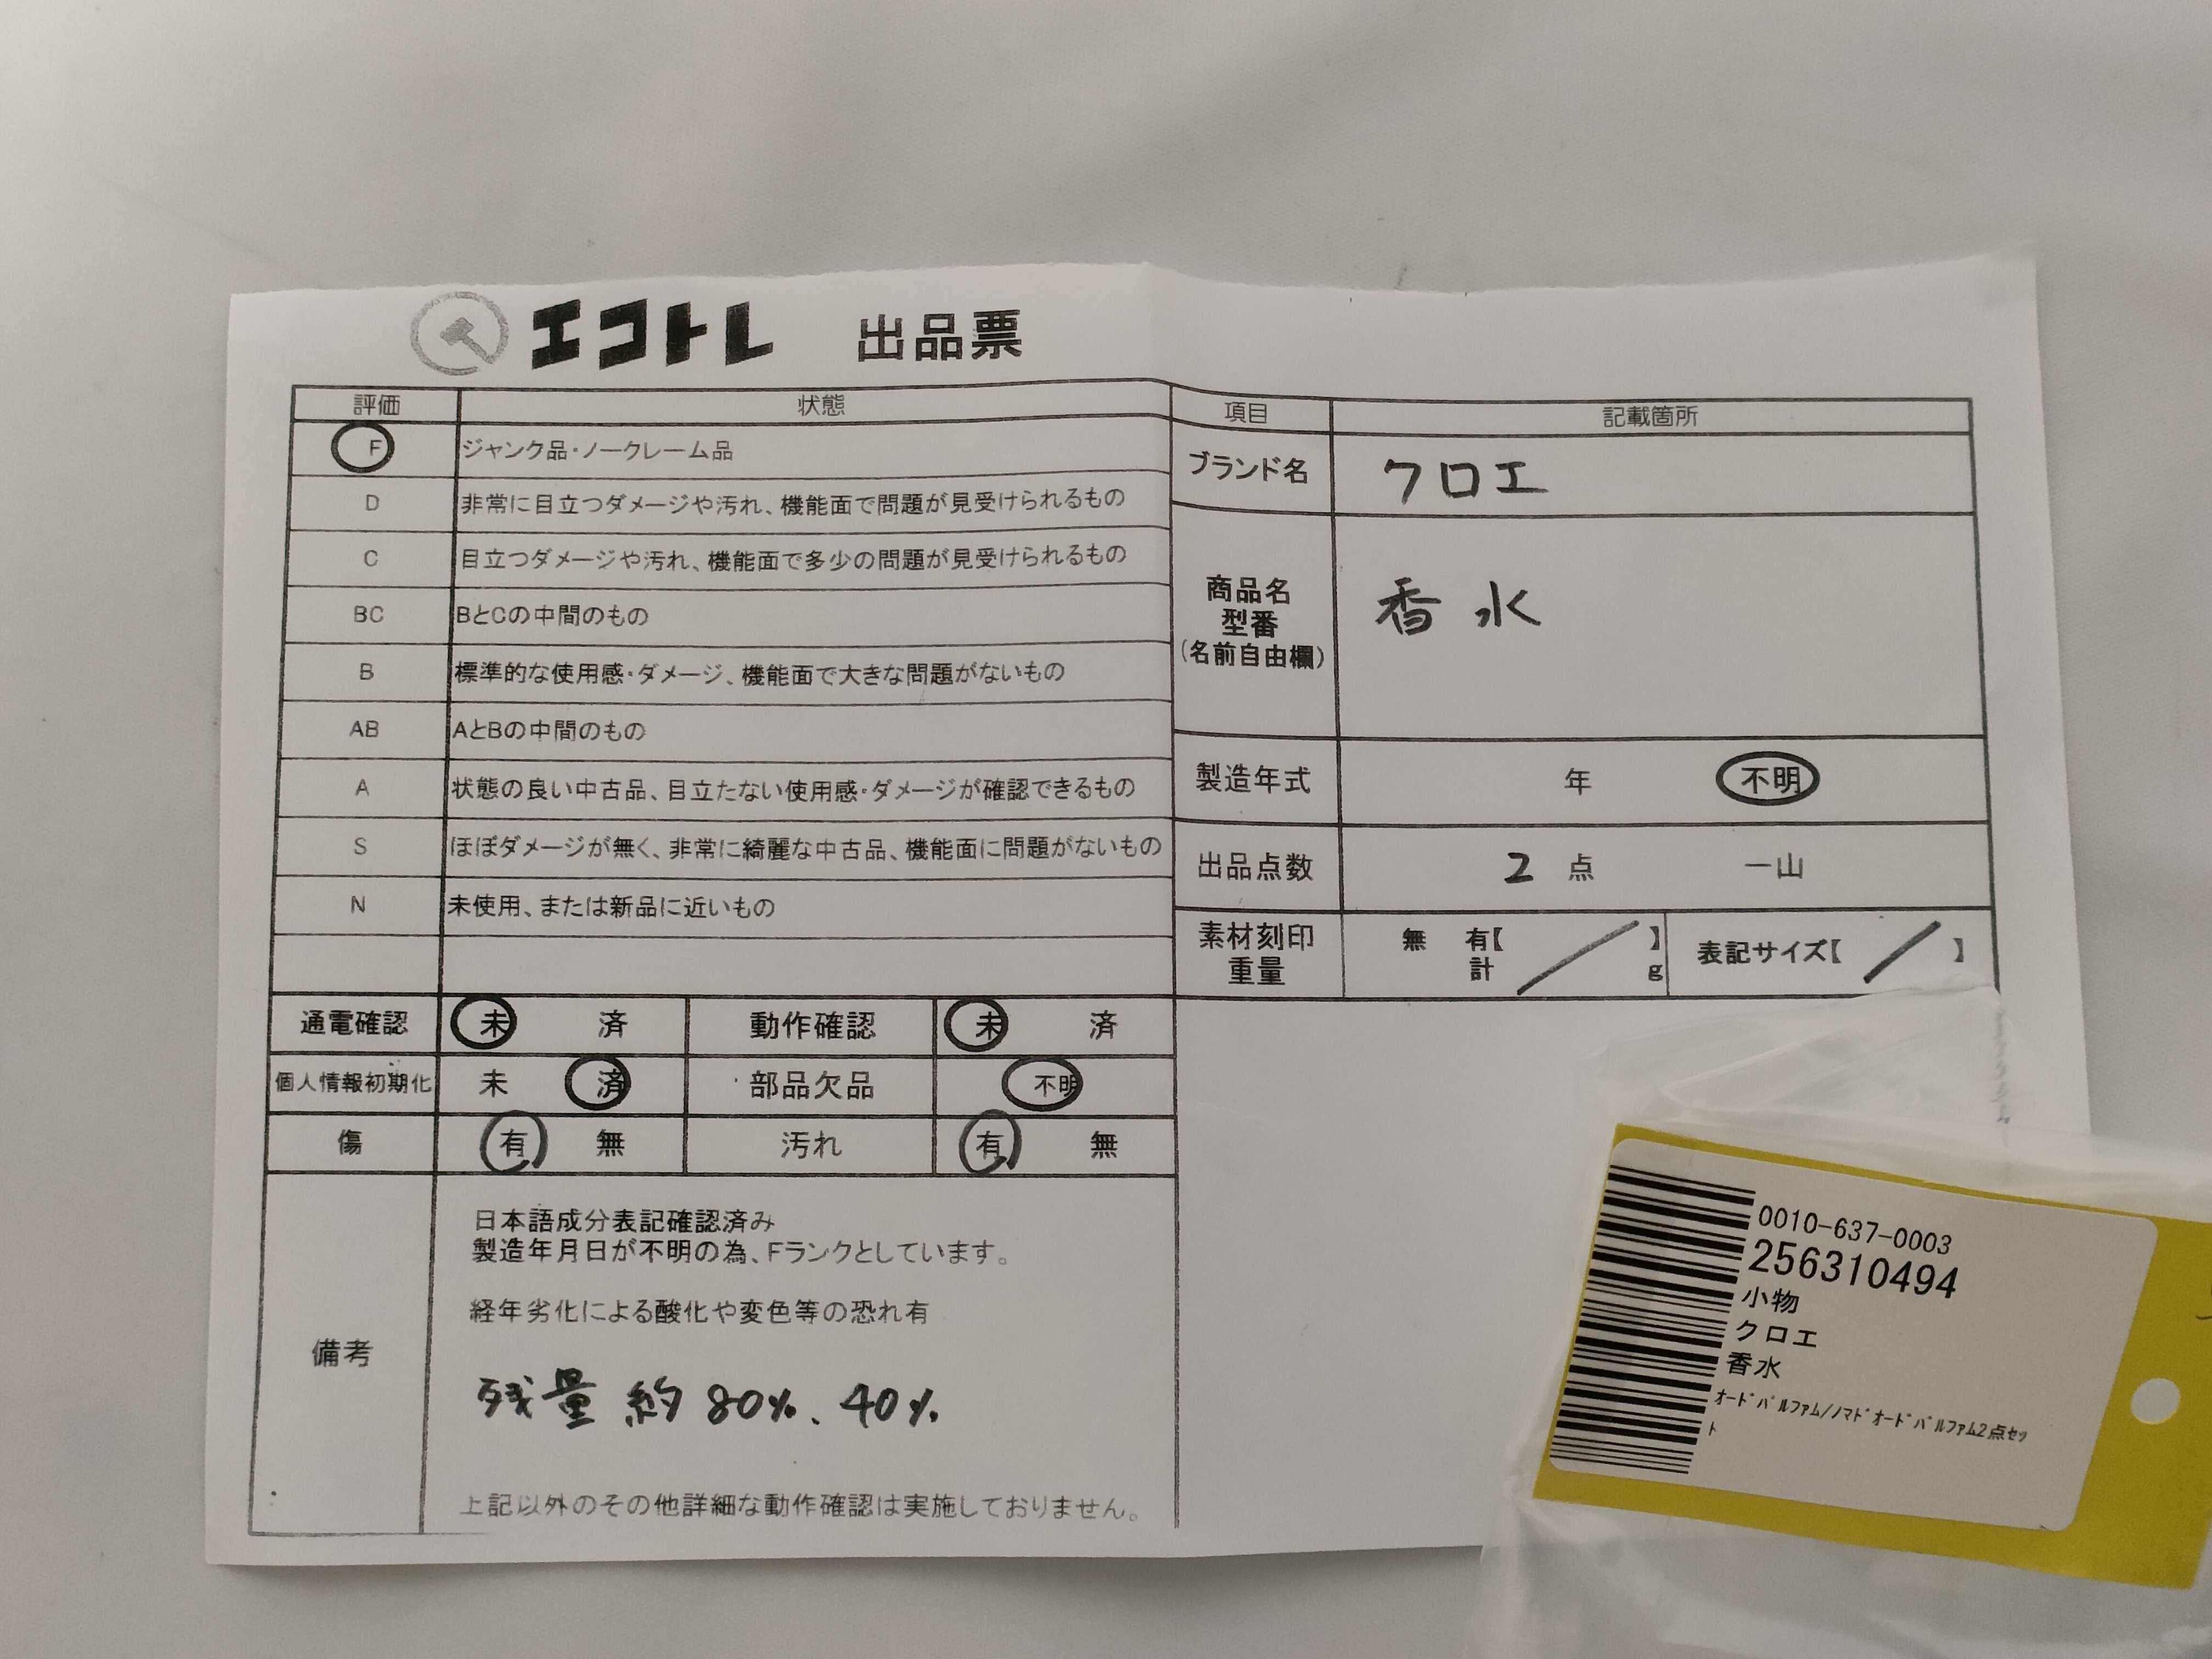 エコトレ 出品票
評価 状態
F ジャンク品・ノークレーム品
D 非常に目立つダメージや汚れ、機能面で問題が見受けられるもの
C 目立つダメージや汚れ、機能面で多少の問題が見受けられるもの
BC BとCの中間のもの
B 標準的な使用感・ダメージ、機能面で大きな問題がないもの
AB AとBの中間のもの
A 状態の良い中古品、目立たない使用感・ダメージが確認できるもの
S ほぼダメージが無く、非常に綺麗な中古品、機能面に問題がないもの
N 未使用、または新品に近いもの
項目 記載箇所
ブランド名 クロエ
商品名
型番
(名前自由欄)
香水
製造年式 年 不明
出品点数 2 点 一山
素材刻印 無 有【 】 表記サイズ【 】
重量 計 g
通電確認 未 済 動作確認 未 済
個人情報初期化 未 済 部品欠品 不明
傷 有 無 汚れ 有 無
備考
日本語成分表記確認済み
製造年月日が不明の為、Fランクとしています。
経年劣化による酸化や変色等の恐れ有
残量 約 80%、40%
上記以外のその他詳細な動作確認は実施しておりません。
0010-637-0003
256310494
小物
クロエ
香水
ｵｰﾄﾞﾊﾟﾙﾌｧﾑ/ﾉﾏﾄﾞｵｰﾄﾞﾊﾟﾙﾌｧﾑ2点ｾｯ
ﾄ